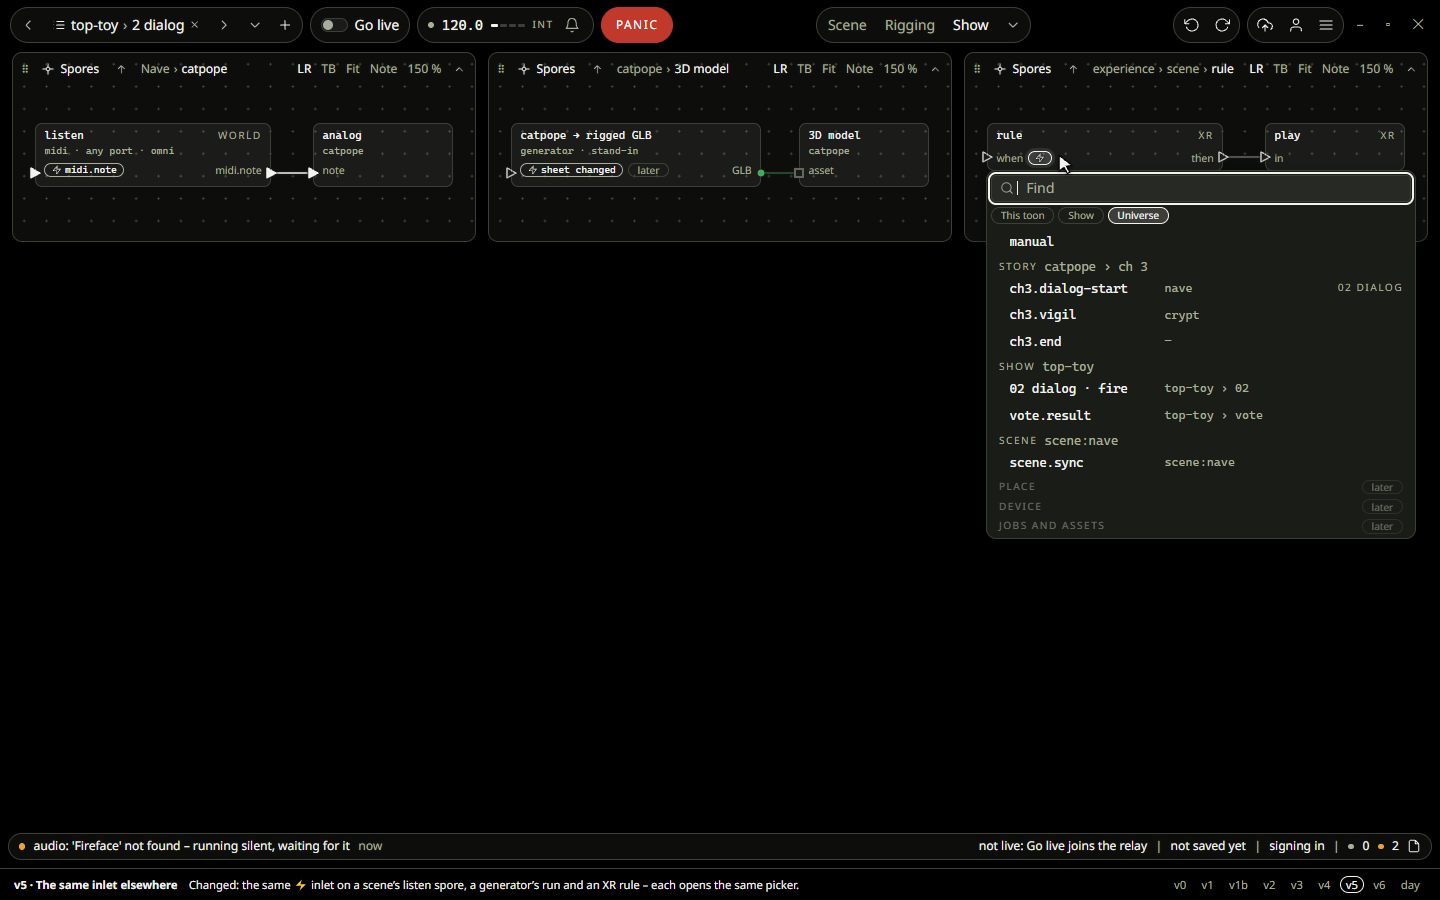 top-toy › 2 dialog ×
Go live
120.0 INT
PANIC
Scene Rigging Show
Spores Nave › catpope LR TB Fit Note 150 %
listen WORLD
midi · any port · omni
midi.note midi.note
analog
catpope
note
Spores catpope › 3D model LR TB Fit Note 150 %
catpope → rigged GLB
generator · stand-in
sheet changed later GLB
3D model
catpope
asset
Spores experience › scene › rule LR TB Fit Note 150 %
rule XR
when then
play XR
in
Find
This toon Show Universe
manual
STORY catpope › ch 3
ch3.dialog-start nave 02 DIALOG
ch3.vigil crypt
ch3.end –
SHOW top-toy
02 dialog · fire top-toy › 02
vote.result top-toy › vote
SCENE scene:nave
scene.sync scene:nave
PLACE later
DEVICE later
JOBS AND ASSETS later
audio: 'Fireface' not found – running silent, waiting for it now
not live: Go live joins the relay | not saved yet | signing in | 0 2
v5 · The same inlet elsewhere Changed: the same ⚡ inlet on a scene's listen spore, a generator's run and an XR rule – each opens the same picker.
v0 v1 v1b v2 v3 v4 v5 v6 day